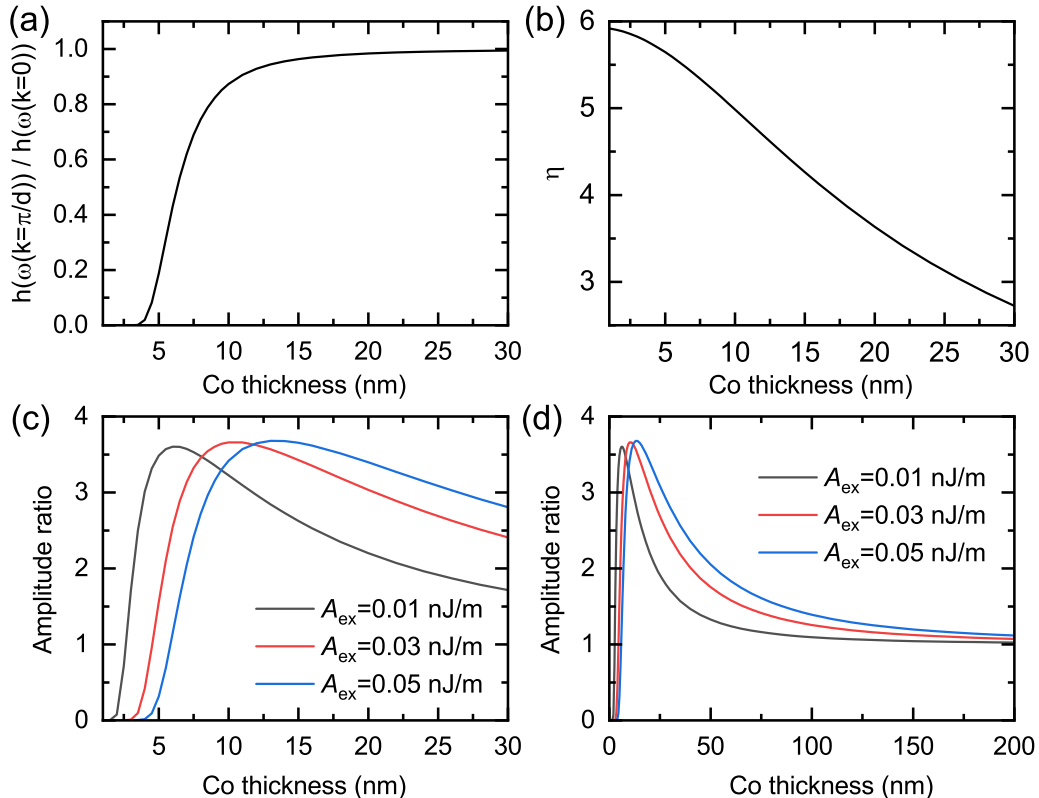 (a)
h(ω(k=π/d)) / h(ω(k=0))
1.0
0.8
0.6
0.4
0.2
0.0
5 10 15 20 25 30
Co thickness (nm)
(b)
η
6
5
4
3
5 10 15 20 25 30
Co thickness (nm)
(c)
Amplitude ratio
4
3
2
1
0
Aex=0.01 nJ/m
Aex=0.03 nJ/m
Aex=0.05 nJ/m
5 10 15 20 25 30
Co thickness (nm)
(d)
Amplitude ratio
4
3
2
1
0
Aex=0.01 nJ/m
Aex=0.03 nJ/m
Aex=0.05 nJ/m
0 50 100 150 200
Co thickness (nm)